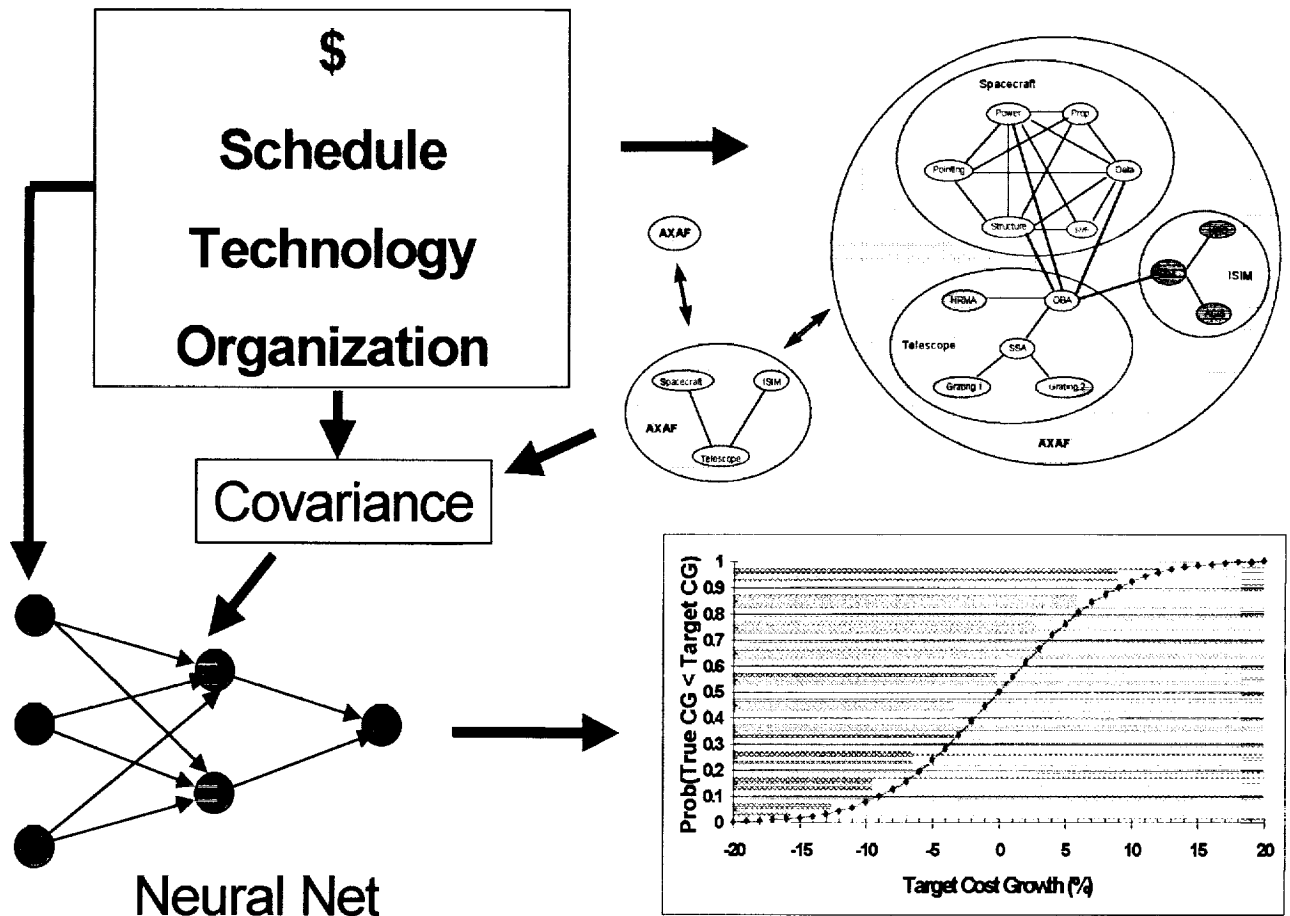 $
Schedule
Technology
Organization
Covariance
Neural Net
AXAF
Spacecraft
ISIM
AXAF
Telescope
Spacecraft
Power
Prop
Pointing
Data
Structure
HRMA
OBA
Telescope
SSA
Grating 1
Grating 2
ISIM
AXAF
Prob(True CG < Target CG)
1
0.9
0.8
0.7
0.6
0.5
0.4
0.3
0.2
0.1
0
-20
-15
-10
-5
0
5
10
15
20
Target Cost Growth (%)